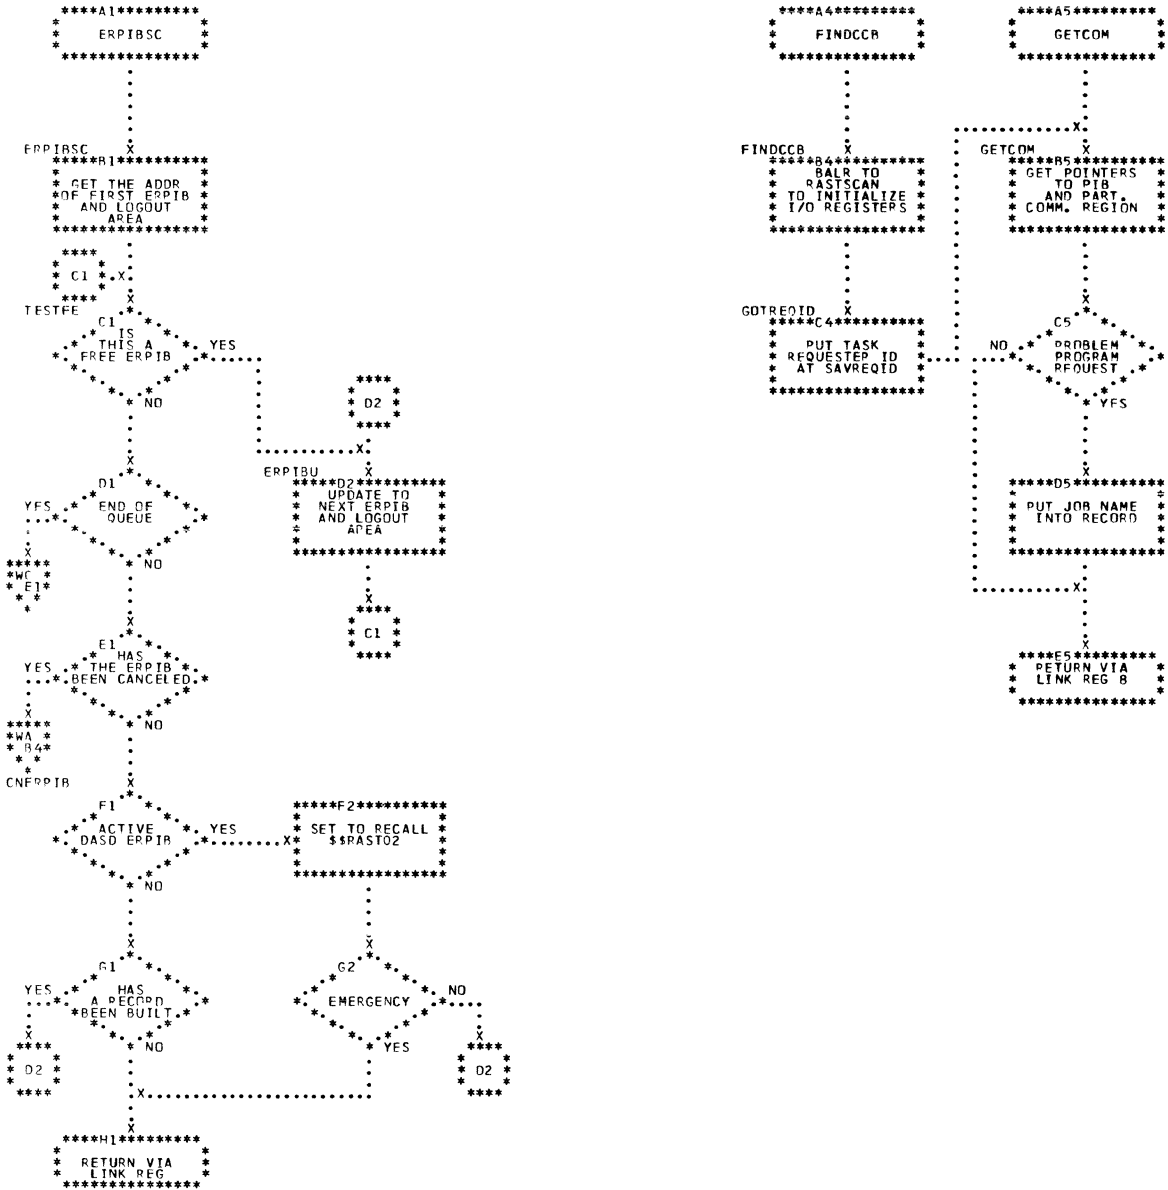 A1
ERPIBSC
ERPIBSC
B1
GET THE ADDR
OF FIRST ERPIB
AND LOGOUT
AREA
C1
TESTFE
C1
IS
THIS A
FREE ERPIB
YES
NO
D2
ERPIBU
D2
UPDATE TO
NEXT ERPIB
AND LOGOUT
AREA
C1
D1
END OF
QUEUE
YES
NO
WC
E1
E1
HAS
THE ERPIB
BEEN CANCELED
YES
NO
WA
B4
CNERPIB
F1
ACTIVE
DASD ERPIB
YES
NO
F2
SET TO RECALL
$$RAST02
G1
HAS
A RECORD
BEEN BUILT
YES
NO
D2
G2
EMERGENCY
NO
YES
D2
H1
RETURN VIA
LINK REG
A4
FINDCCB
FINDCCB
B4
BALR TO
RASTSCAN
TO INITIALIZE
I/O REGISTEPS
GOTREQID
C4
PUT TASK
REQUESTEP ID
AT SAVREQID
A5
GETCOM
GETCOM
B5
GET POINTERS
TO PIB
AND PART.
COMM. REGION
C5
PROBLEM
PROGRAM
REQUEST
NO
YES
D5
PUT JOB NAME
INTO RECORD
E5
RETURN VIA
LINK REG 8